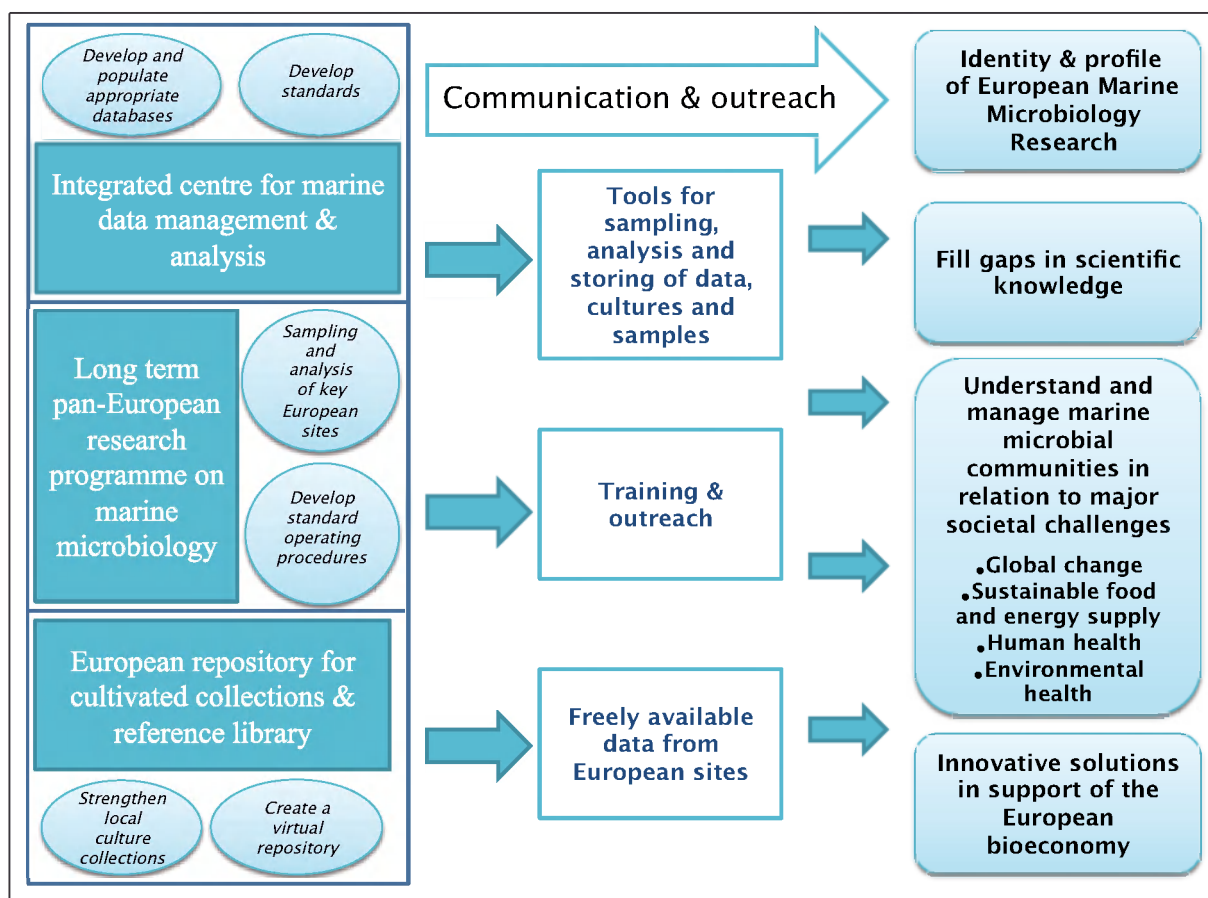 Develop and
populate
appropriate
databases
Develop
standards
Integrated centre for marine
data management &
analysis
Sampling
and
analysis
of key
European
sites
Long term
pan-European
research
programme on
marine
microbiology
Develop
standard
operating
procedures
European repository for
cultivated collections &
reference library
Strengthen
local
culture
collections
Create a
virtual
repository
Communication & outreach
Tools for
sampling,
analysis and
storing of data,
cultures and
samples
Training &
outreach
Freely available
data from
European sites
Identity & profile
of European Marine
Microbiology
Research
Fill gaps in scientific
knowledge
Understand and
manage marine
microbial
communities in
relation to major
societal challenges
•Global change
•Sustainable food
and energy supply
•Human health
•Environmental
health
Innovative solutions
in support of the
European
bioeconomy